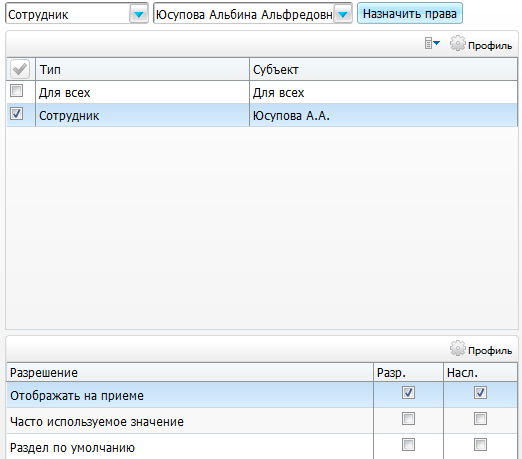 Сотрудник Юсупова Альбина Альфредовн Назначить права
Профиль
Тип Субъект
Для всех Для всех
Сотрудник Юсупова А.А.
Профиль
Разрешение Разр. Насл.
Отображать на приеме
Часто используемое значение
Раздел по умолчанию